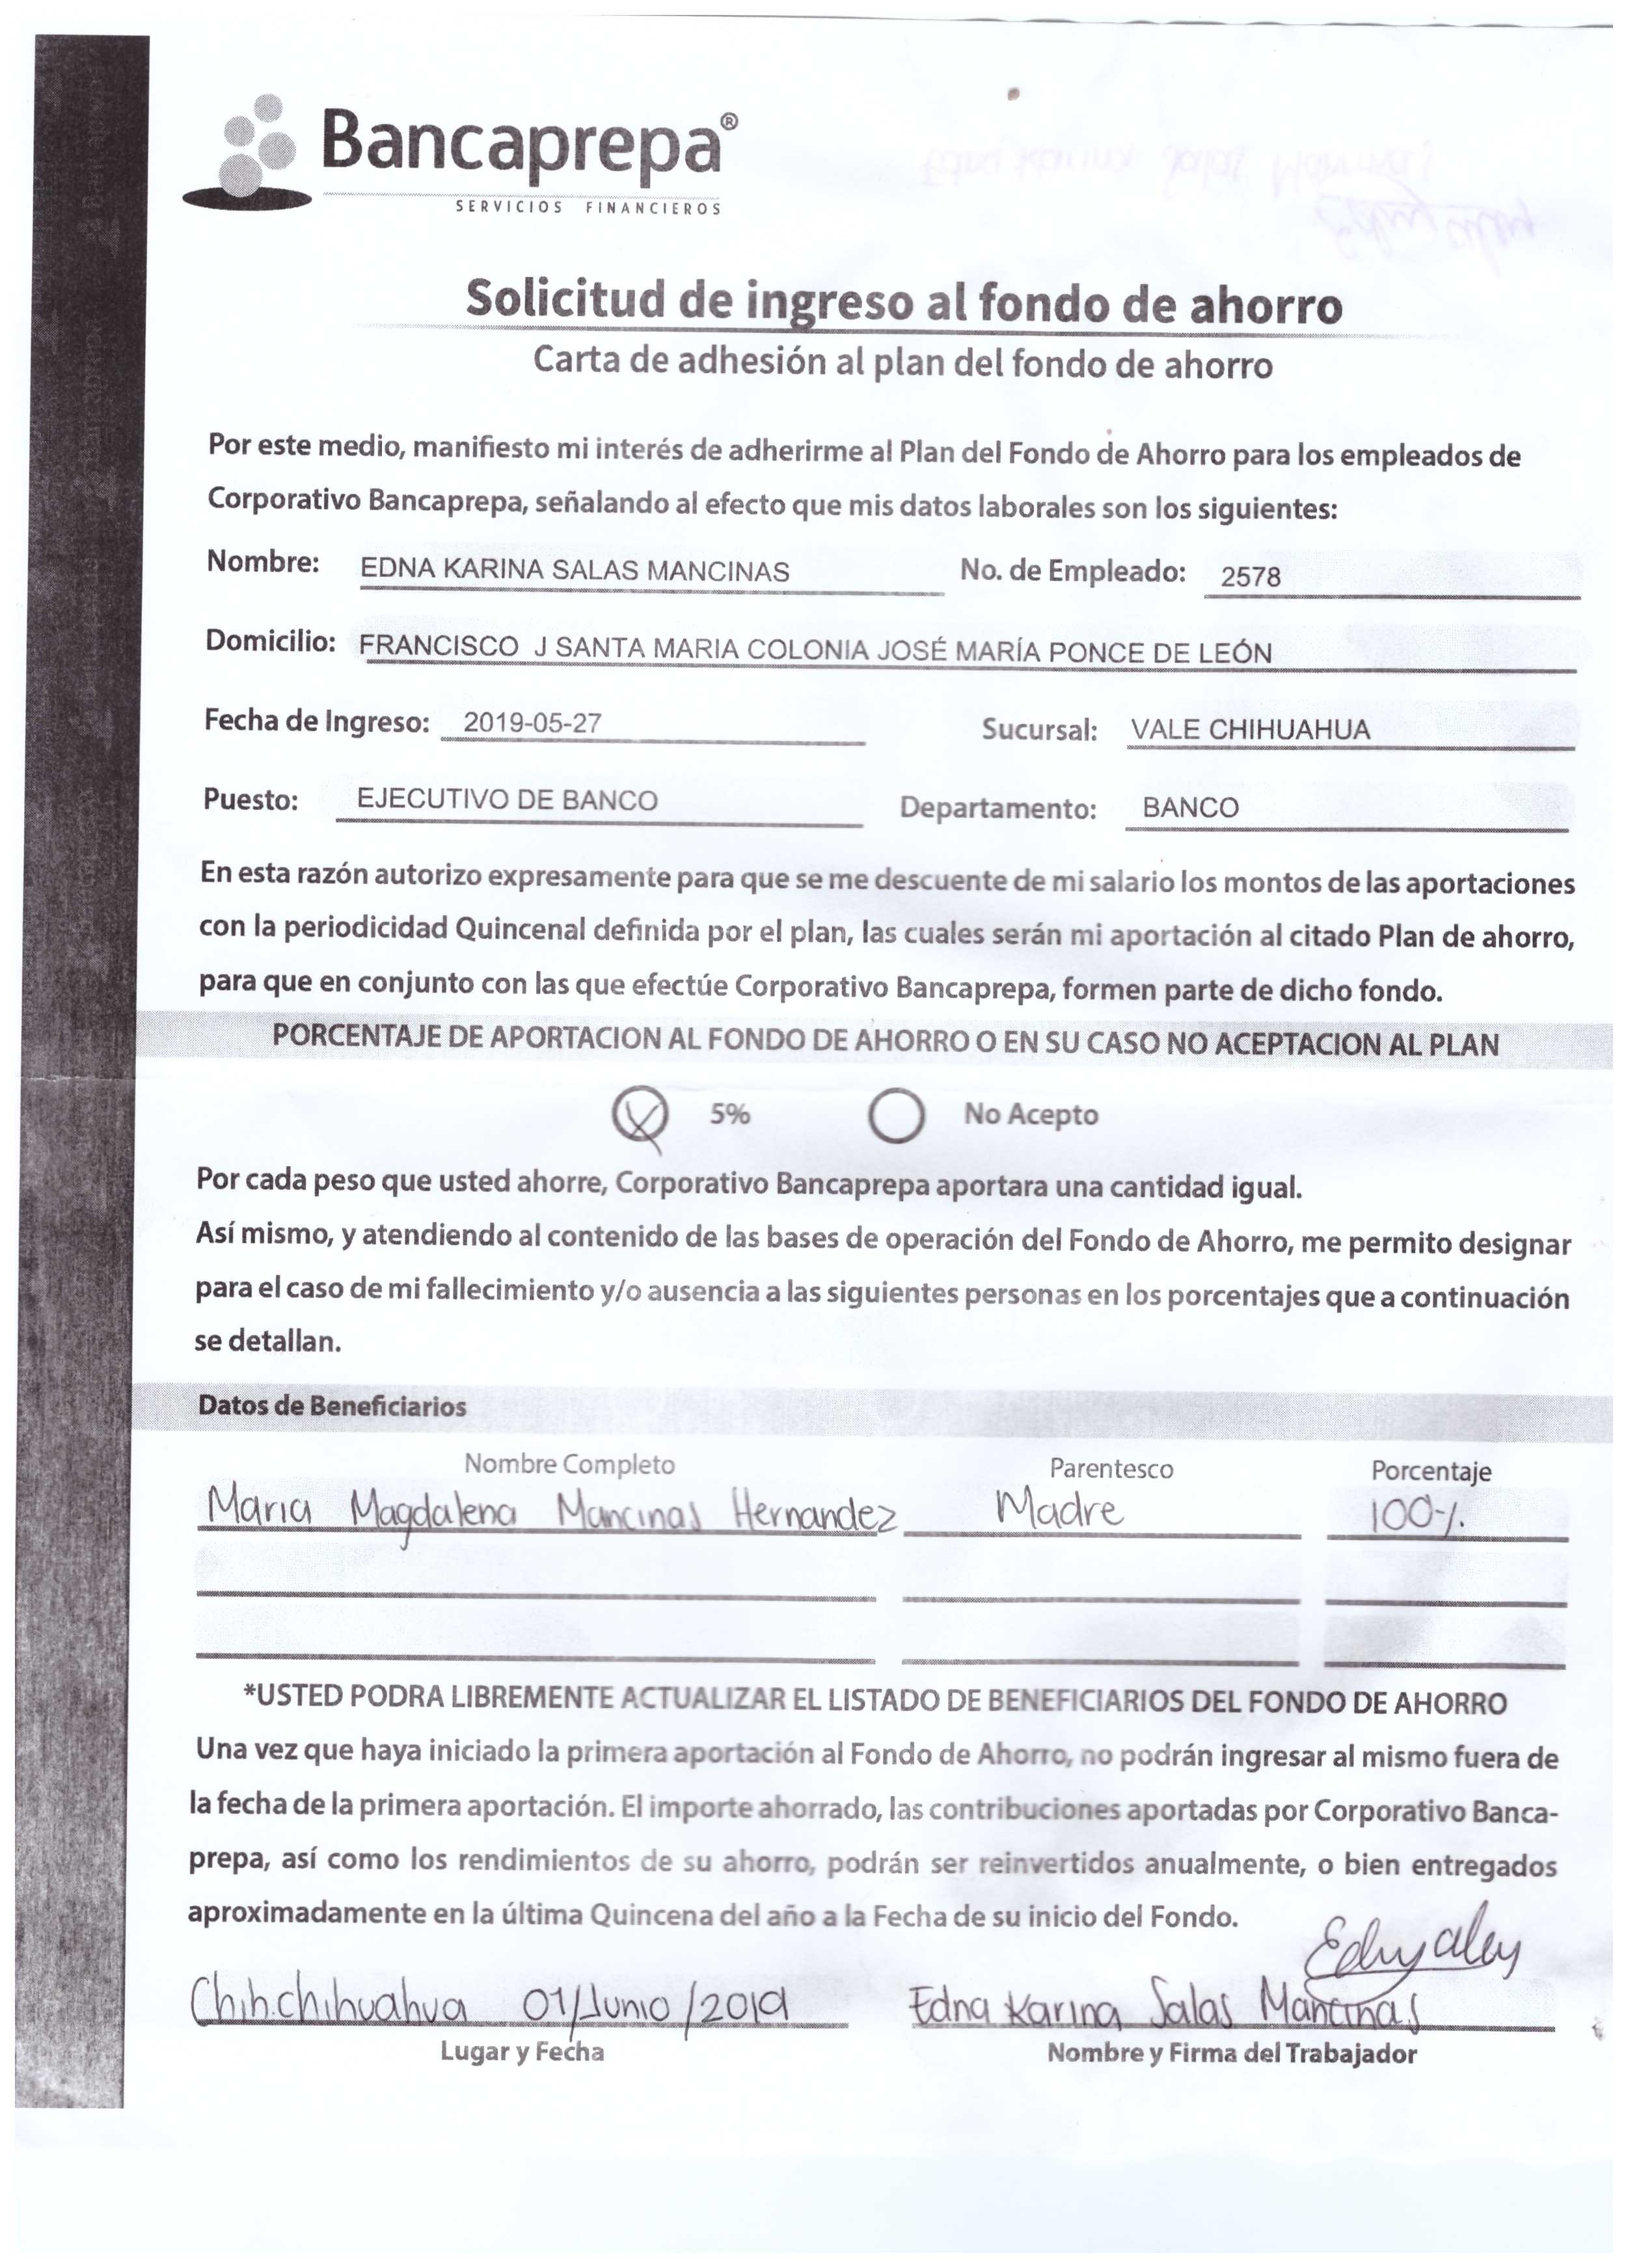 Bancaprepa®
SERVICIOS FINANCIEROS
Solicitud de ingreso al fondo de ahorro
Carta de adhesión al plan del fondo de ahorro
Por este medio, manifiesto mi interés de adherirme al Plan del Fondo de Ahorro para los empleados de
Corporativo Bancaprepa, señalando al efecto que mis datos laborales son los siguientes:
Nombre: EDNA KARINA SALAS MANCINAS No. de Empleado: 2578
Domicilio: FRANCISCO J SANTA MARIA COLONIA JOSÉ MARÍA PONCE DE LEÓN
Fecha de Ingreso: 2019-05-27 Sucursal: VALE CHIHUAHUA
Puesto: EJECUTIVO DE BANCO Departamento: BANCO
En esta razón autorizo expresamente para que se me descuente de mi salario los montos de las aportaciones
con la periodicidad Quincenal definida por el plan, las cuales serán mi aportación al citado Plan de ahorro,
para que en conjunto con las que efectúe Corporativo Bancaprepa, formen parte de dicho fondo.
PORCENTAJE DE APORTACION AL FONDO DE AHORRO O EN SU CASO NO ACEPTACION AL PLAN
5% No Acepto
Por cada peso que usted ahorre, Corporativo Bancaprepa aportara una cantidad igual.
Así mismo, y atendiendo al contenido de las bases de operación del Fondo de Ahorro, me permito designar
para el caso de mi fallecimiento y/o ausencia a las siguientes personas en los porcentajes que a continuación
se detallan.
Datos de Beneficiarios
Nombre Completo Parentesco Porcentaje
Maria Magdalena Mancinas Hernandez Madre 100%
*USTED PODRA LIBREMENTE ACTUALIZAR EL LISTADO DE BENEFICIARIOS DEL FONDO DE AHORRO
Una vez que haya iniciado la primera aportación al Fondo de Ahorro, no podrán ingresar al mismo fuera de
la fecha de la primera aportación. El importe ahorrado, las contribuciones aportadas por Corporativo Banca-
prepa, así como los rendimientos de su ahorro, podrán ser reinvertidos anualmente, o bien entregados
aproximadamente en la última Quincena del año a la Fecha de su inicio del Fondo.
Chih.chihuahua 01/Junio/2019 Edna Karina Salas Mancinas
Lugar y Fecha Nombre y Firma del Trabajador